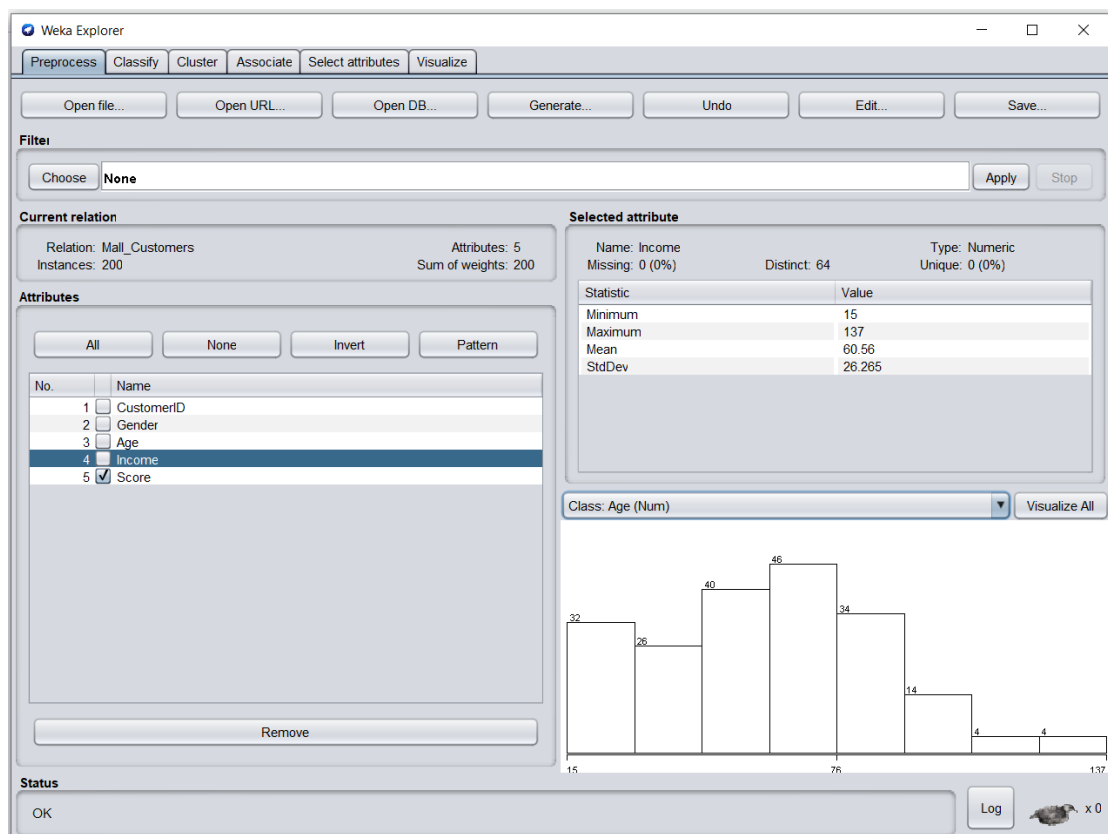 Weka Explorer
Preprocess Classify Cluster Associate Select attributes Visualize
Open file... Open URL... Open DB... Generate... Undo Edit... Save...
Filter
Choose None Apply Stop
Current relation
Relation: Mall_Customers Attributes: 5
Instances: 200 Sum of weights: 200
Attributes
All None Invert Pattern
No. Name
1 CustomerID
2 Gender
3 Age
4 Income
5 Score
Remove
Selected attribute
Name: Income Type: Numeric
Missing: 0 (0%) Distinct: 64 Unique: 0 (0%)
Statistic Value
Minimum 15
Maximum 137
Mean 60.56
StdDev 26.265
Class: Age (Num) Visualize All
32 26 40 46 34 14 4 4
15 76 137
Status
OK Log x 0